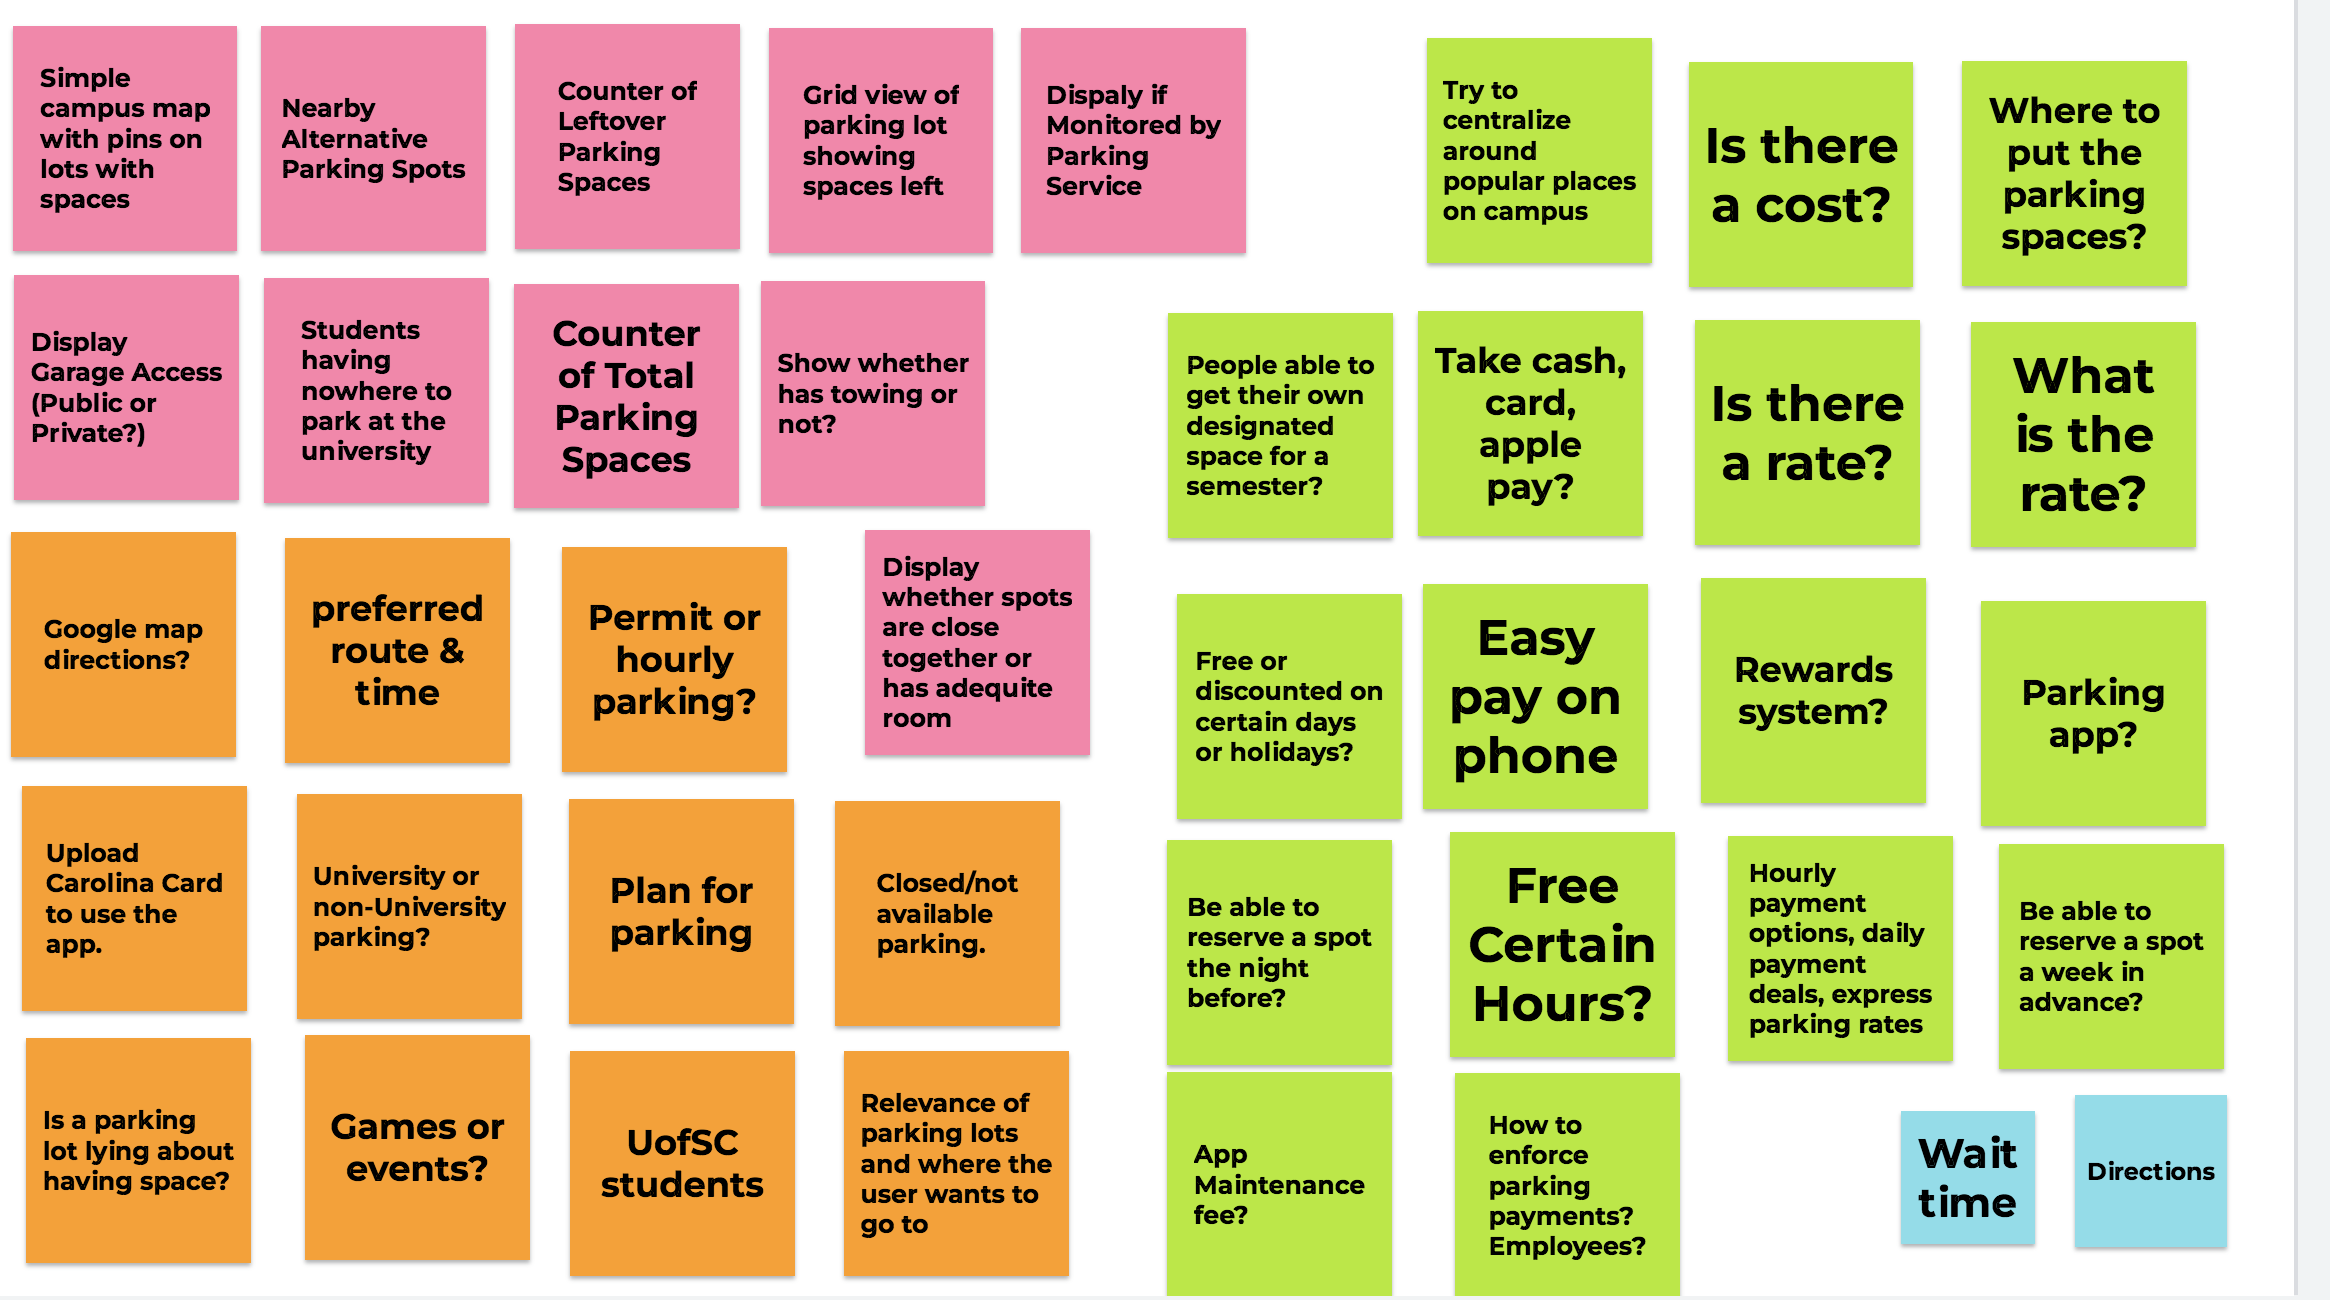 Simple
campus map
with pins on
lots with
spaces
Nearby
Alternative
Parking Spots
Counter of
Leftover
Parking
Spaces
Grid view of
parking lot
showing
spaces left
Dispaly if
Monitored by
Parking
Service
Display
Garage Access
(Public or
Private?)
Students
having
nowhere to
park at the
university
Counter
of Total
Parking
Spaces
Show whether
has towing or
not?
Display
whether spots
are close
together or
has adequite
room
Google map
directions?
preferred
route &
time
Permit or
hourly
parking?
Upload
Carolina Card
to use the
app.
University or
non-University
parking?
Plan for
parking
Closed/not
available
parking.
Is a parking
lot lying about
having space?
Games or
events?
UofSC
students
Relevance of
parking lots
and where the
user wants to
go to
Try to
centralize
around
popular places
on campus
Is there
a cost?
Where to
put the
parking
spaces?
People able to
get their own
designated
space for a
semester?
Take cash,
card,
apple
pay?
Is there
a rate?
What
is the
rate?
Free or
discounted on
certain days
or holidays?
Easy
pay on
phone
Rewards
system?
Parking
app?
Be able to
reserve a spot
the night
before?
Free
Certain
Hours?
Hourly
payment
options, daily
payment
deals, express
parking rates
Be able to
reserve a spot
a week in
advance?
App
Maintenance
fee?
How to
enforce
parking
payments?
Employees?
Wait
time
Directions